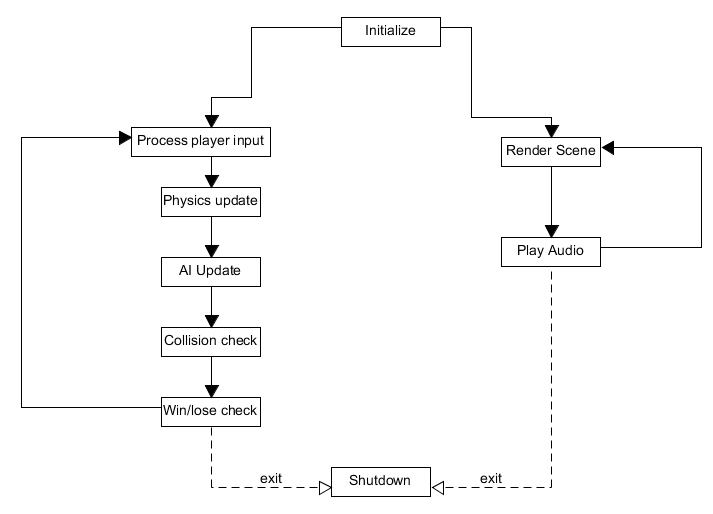 Initialize
Process player input
Render Scene
Physics update
Play Audio
AI Update
Collision check
Win/lose check
exit
Shutdown
exit